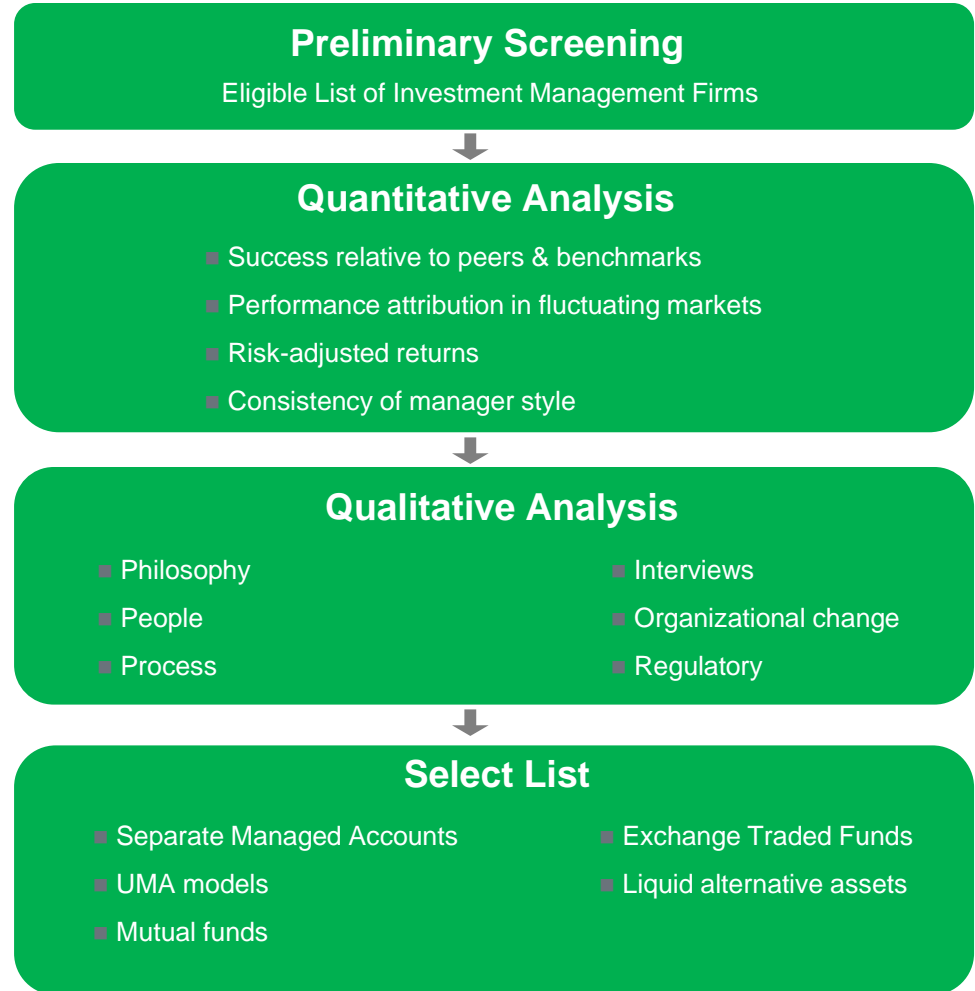 Preliminary Screening
Eligible List of Investment Management Firms
Quantitative Analysis
Success relative to peers & benchmarks
Performance attribution in fluctuating markets
Risk-adjusted returns
Consistency of manager style
Qualitative Analysis
Philosophy
People
Process
Interviews
Organizational change
Regulatory
Select List
Separate Managed Accounts
UMA models
Mutual funds
Exchange Traded Funds
Liquid alternative assets